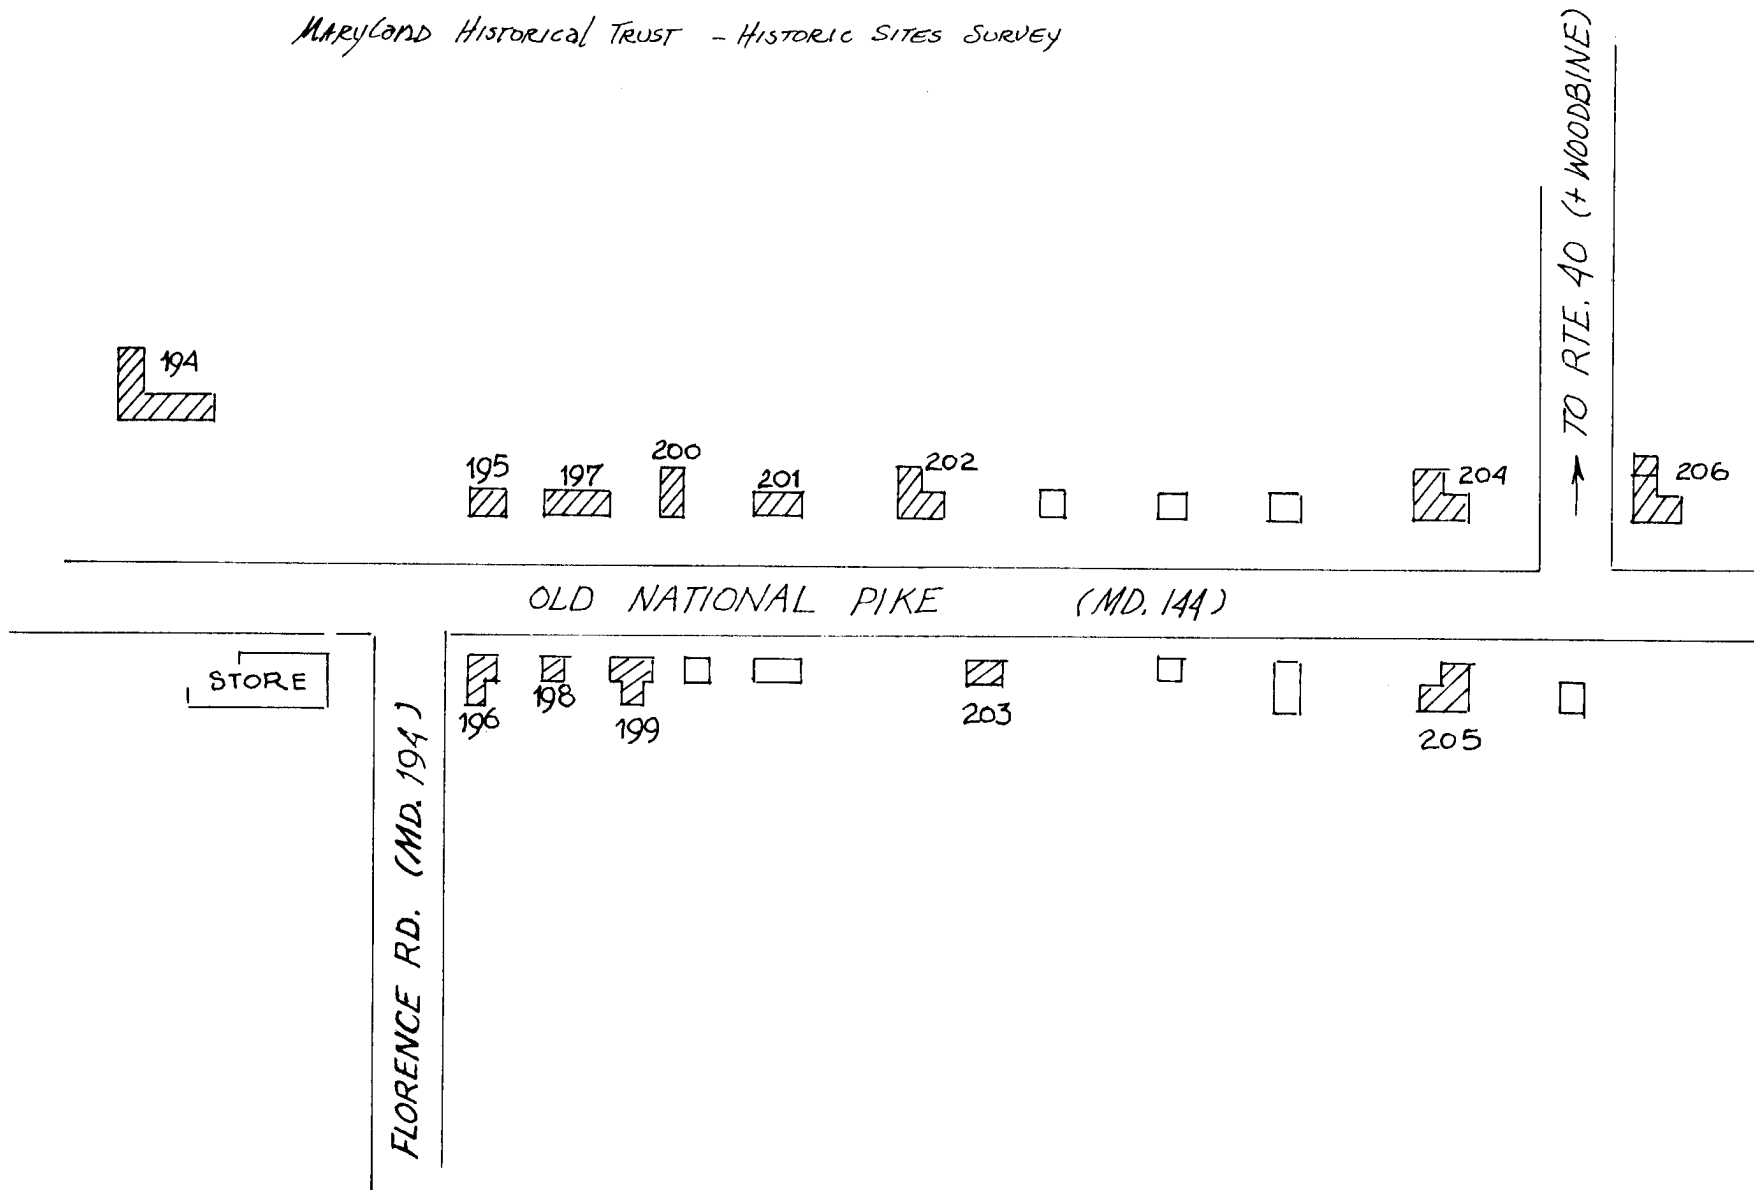 MARYLAND HISTORICAL TRUST - HISTORIC SITES SURVEY
→ TO RTE. 40 (+ WOODBINE)
194
195
197
200
201
202
204
206
OLD NATIONAL PIKE (MD. 144)
STORE
196
198
199
203
205
FLORENCE RD. (MD. 194)